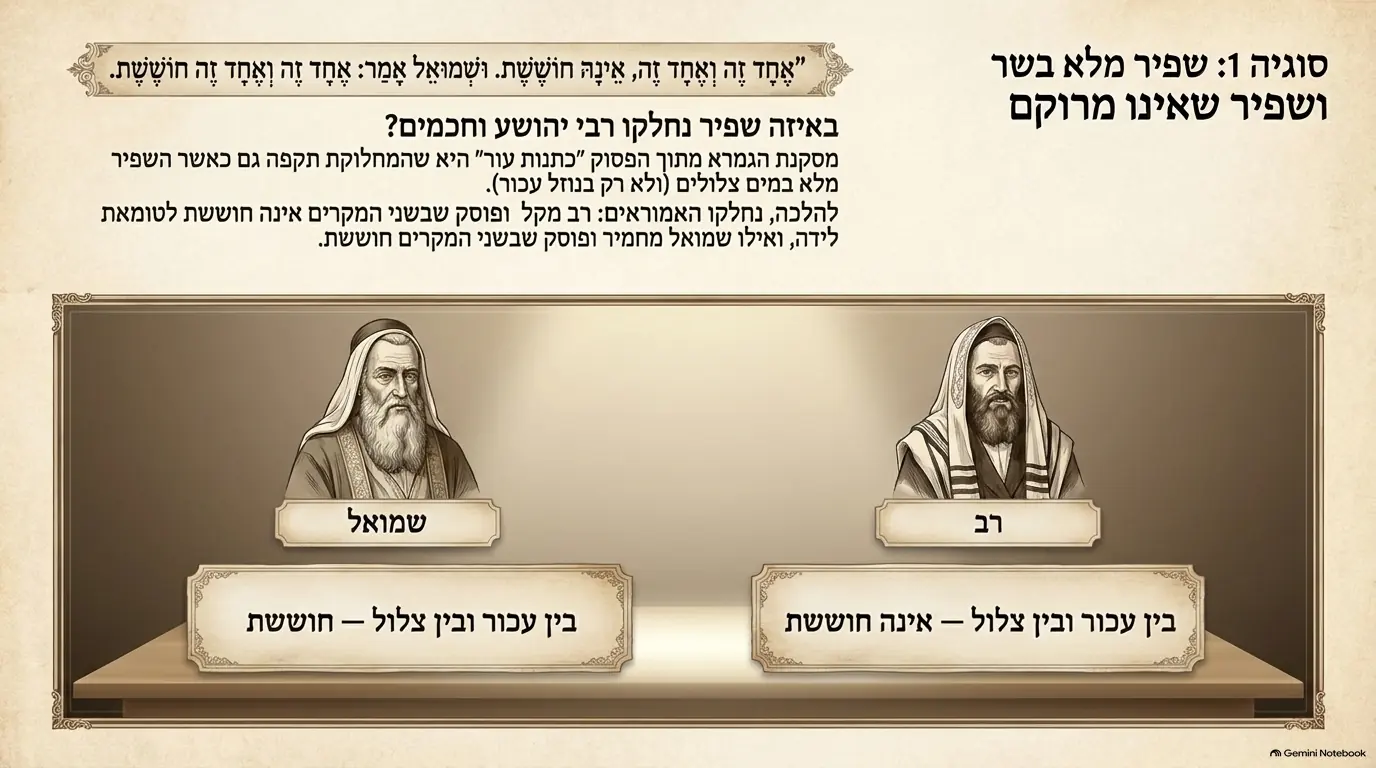 סוגיה 1: שפיר מלא בשר
ושפיר שאינו מרוקם
"אֶחָד זֶה וְאֶחָד זֶה, אֵינָהּ חוֹשֶׁשֶׁת. וּשְׁמוּאֵל אָמַר: אֶחָד זֶה וְאֶחָד זֶה חוֹשֶׁשֶׁת.
באיזה שפיר נחלקו רבי יהושע וחכמים?
מסקנת הגמרא מתוך הפסוק "כתנות עור" היא שהמחלוקת תקפה גם כאשר השפיר
מלא במים צלולים (ולא רק בנוזל עכור).
להלכה, נחלקו האמוראים: רב מקל ופוסק שבשני המקרים אינה חוששת לטומאת
לידה, ואילו שמואל מחמיר ופוסק שבשני המקרים חוששת.
רב
שמואל
בין עכור ובין צלול — אינה חוששת
בין עכור ובין צלול — חוששת
Gemini Notebook